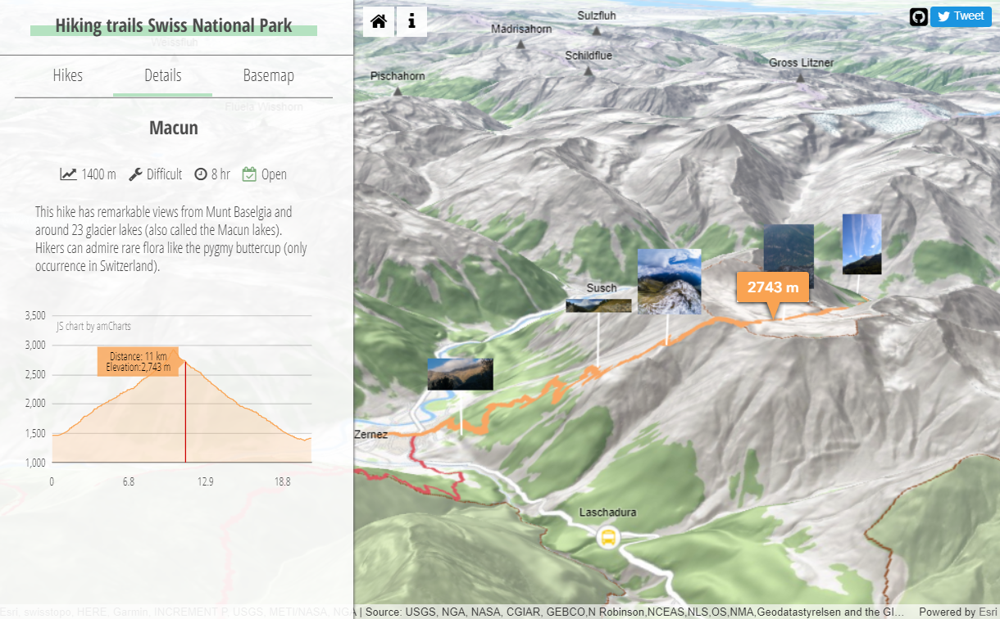 Hiking trails Swiss National Park
Weissfluh
Hikes
Details
Basemap
Flüela Wisshorn
Macun
1400 m
Difficult
8 hr
Open
This hike has remarkable views from Munt Baselgia and
around 23 glacier lakes (also called the Macun lakes).
Hikers can admire rare flora like the pygmy buttercup (only
occurrence in Switzerland).
3,500
JS chart by amCharts
3,000
Distance: 11 km
Elevation:2,743 m
2,500
2,000
1,500
1,000
0
6.8
12.9
18.8
Sulzfluh
Madrisahorn
Schildflue
Gross Litzner
Pischahorn
Tweet
2743 m
Susch
Zernez
Laschadura
Esri, swisstopo, HERE, Garmin, INCREMENT P, USGS, METI/NASA, NGA | Source: USGS, NGA, NASA, CGIAR, GEBCO,N Robinson,NCEAS,NLS,OS,NMA,Geodatastyrelsen and the GI...
Powered by Esri